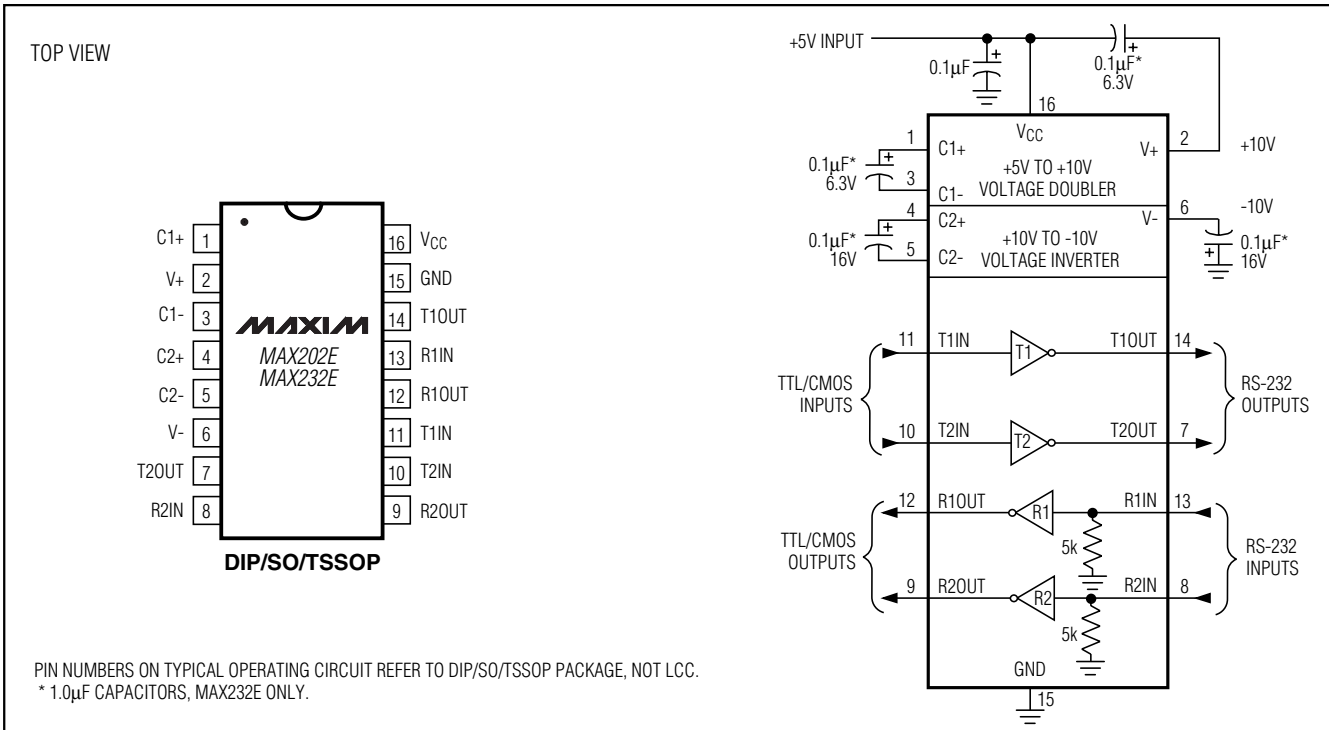 TOP VIEW
C1+ 1
V+ 2
C1- 3
C2+ 4
C2- 5
V- 6
T2OUT 7
R2IN 8
16 VCC
15 GND
14 T1OUT
13 R1IN
12 R1OUT
11 T1IN
10 T2IN
9 R2OUT
MAXIM
MAX202E
MAX232E
DIP/SO/TSSOP
+5V INPUT
0.1μF
0.1μF*
6.3V
16
VCC
1
C1+
0.1μF*
6.3V
3
C1-
+5V TO +10V
VOLTAGE DOUBLER
V+
2
+10V
4
C2+
0.1μF*
16V
5
C2-
+10V TO -10V
VOLTAGE INVERTER
V-
6
-10V
0.1μF*
16V
TTL/CMOS
INPUTS
11 T1IN T1 T1OUT 14
10 T2IN T2 T2OUT 7
RS-232
OUTPUTS
TTL/CMOS
OUTPUTS
12 R1OUT R1 R1IN 13
5k
9 R2OUT R2 R2IN 8
5k
RS-232
INPUTS
GND
15
PIN NUMBERS ON TYPICAL OPERATING CIRCUIT REFER TO DIP/SO/TSSOP PACKAGE, NOT LCC.
* 1.0μF CAPACITORS, MAX232E ONLY.